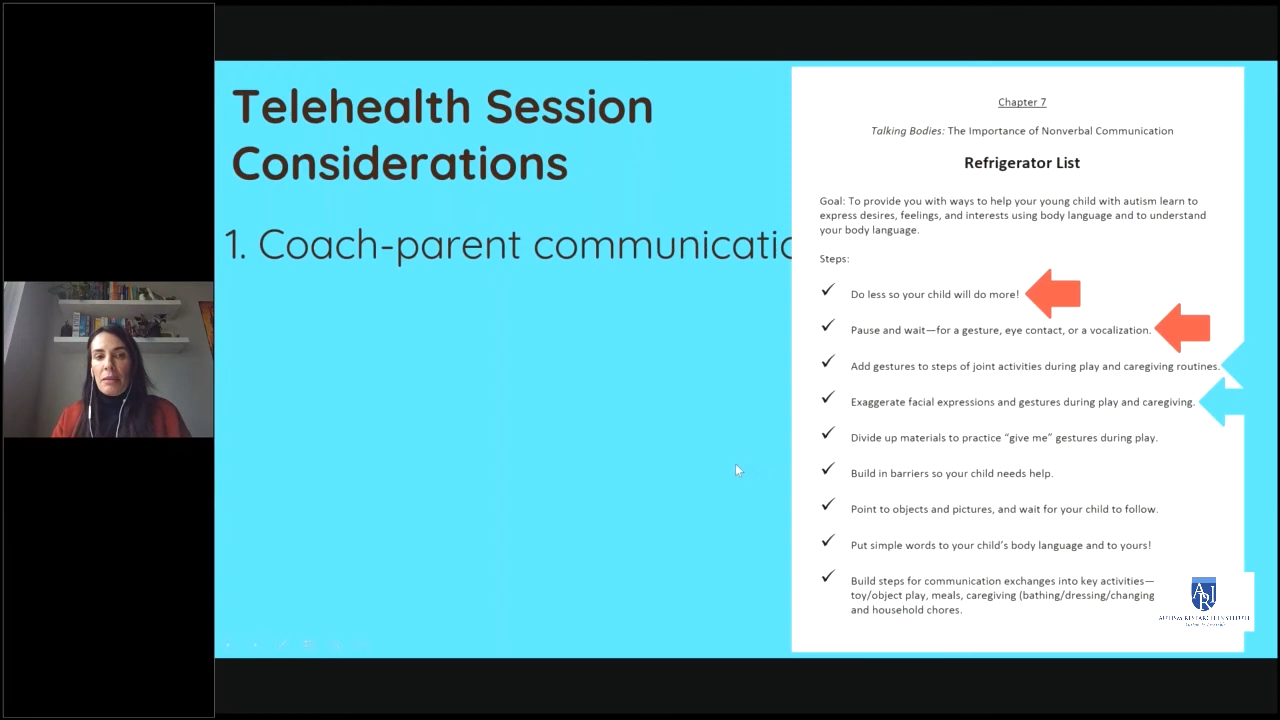 Telehealth Session
Considerations
1. Coach-parent communicatio
Chapter 7
Talking Bodies: The Importance of Nonverbal Communication
Refrigerator List
Goal: To provide you with ways to help your young child with autism learn to
express desires, feelings, and interests using body language and to understand
your body language.
Steps:
✓ Do less so your child will do more!
✓ Pause and wait—for a gesture, eye contact, or a vocalization.
✓ Add gestures to steps of joint activities during play and caregiving routines.
✓ Exaggerate facial expressions and gestures during play and caregiving.
✓ Divide up materials to practice “give me” gestures during play.
✓ Build in barriers so your child needs help.
✓ Point to objects and pictures, and wait for your child to follow.
✓ Put simple words to your child’s body language and to yours!
✓ Build steps for communication exchanges into key activities—
toy/object play, meals, caregiving (bathing/dressing/changing
and household chores.
ARI
AUTISM RESEARCH INSTITUTE